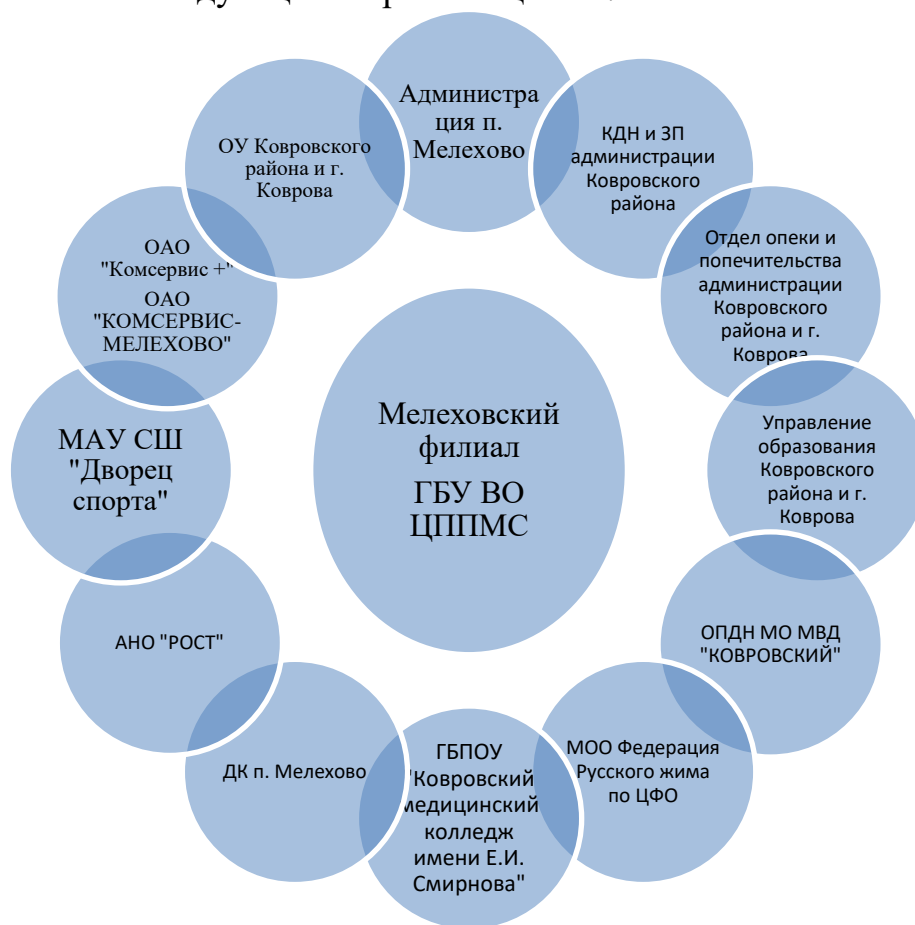 Администра
ция п.
Мелехово
КДН и ЗП
администрации
Ковровского
района
Отдел опеки и
попечительства
администрации
Ковровского
района и г.
Коврова
Управление
образования
Ковровского
района и г.
Коврова
ОПДН МО МВД
"КОВРОВСКИЙ"
МОО Федерация
Русского жима
по ЦФО
ГБПОУ
"Ковровский
медицинский
колледж
имени Е.И.
Смирнова"
ДК п. Мелехово
АНО "РОСТ"
МАУ СШ
"Дворец
спорта"
ОАО
"Комсервис +"
ОАО
"КОМСЕРВИС-
МЕЛЕХОВО"
ОУ Ковровского
района и г.
Коврова
Мелеховский
филиал
ГБУ ВО
ЦППМС